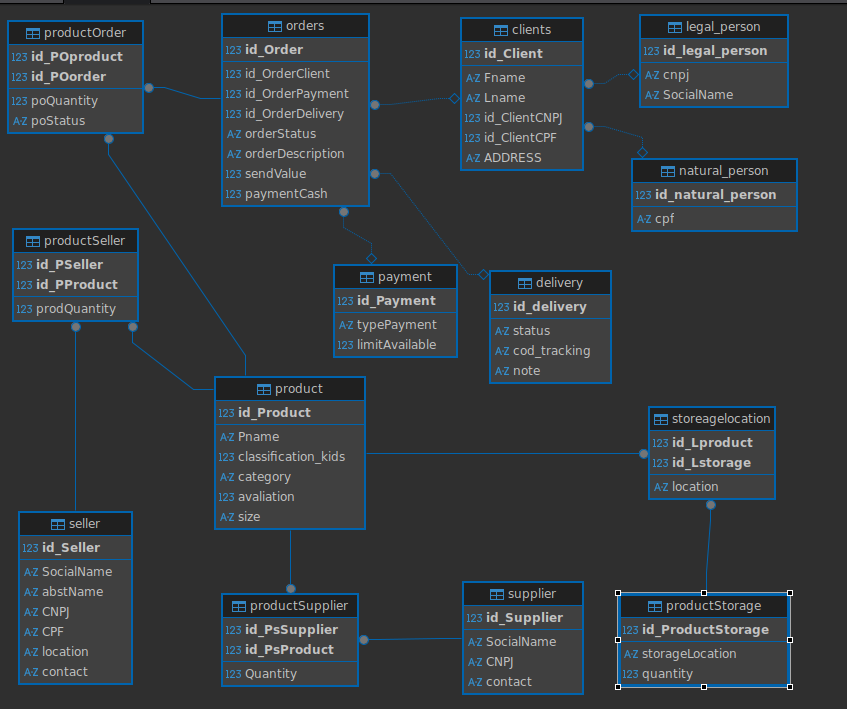 productOrder
123 id_POproduct
123 id_POorder
123 poQuantity
A-Z poStatus
orders
123 id_Order
123 id_OrderClient
123 id_OrderPayment
123 id_OrderDelivery
A-Z orderStatus
A-Z orderDescription
123 sendValue
123 paymentCash
clients
123 id_Client
A-Z Fname
A-Z Lname
123 id_ClientCNPJ
123 id_ClientCPF
A-Z ADDRESS
legal_person
123 id_legal_person
A-Z cnpj
A-Z SocialName
natural_person
123 id_natural_person
A-Z cpf
productSeller
123 id_PSeller
123 id_PProduct
123 prodQuantity
payment
123 id_Payment
A-Z typePayment
123 limitAvailable
delivery
123 id_delivery
A-Z status
A-Z cod_tracking
A-Z note
product
123 id_Product
A-Z Pname
123 classification_kids
A-Z category
123 avaliation
A-Z size
storeagelocation
123 id_Lproduct
123 id_Lstorage
A-Z location
seller
123 id_Seller
A-Z SocialName
A-Z abstName
A-Z CNPJ
A-Z CPF
A-Z location
A-Z contact
productSupplier
123 id_PsSupplier
123 id_PsProduct
123 Quantity
supplier
123 id_Supplier
A-Z SocialName
A-Z CNPJ
A-Z contact
productStorage
123 id_ProductStorage
A-Z storageLocation
123 quantity